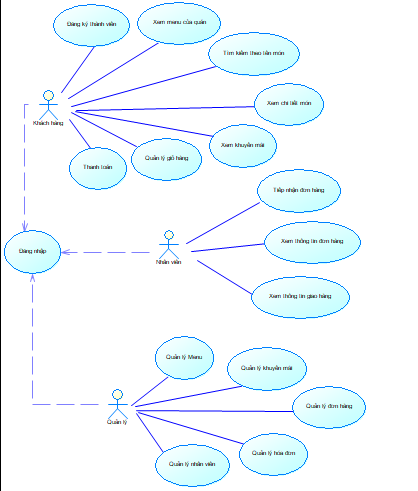 Đăng ký thành viên
Xem menu của quán
Tìm kiếm theo tên món
Xem chi tiết món
Khách hàng
Xem khuyến mãi
Thanh toán
Quản lý giỏ hàng
Tiếp nhận đơn hàng
Xem thông tin đơn hàng
Đăng nhập
Nhân viên
Xem thông tin giao hàng
Quản lý Menu
Quản lý khuyến mãi
Quản lý đơn hàng
Quản lý
Quản lý hóa đơn
Quản lý nhân viên